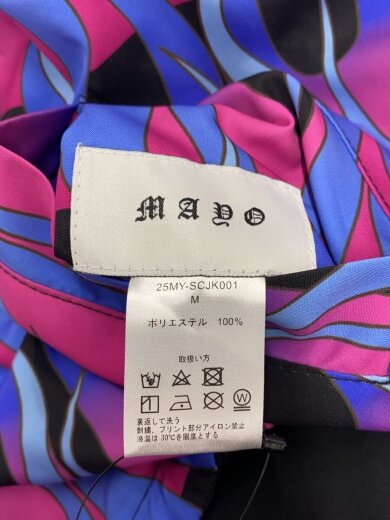 MAYO
25MY-SCJK001
M
ポリエステル 100%
取扱い方
裏返して洗う
刺繍、プリント部分アイロン禁止
液温は30℃を限度とする